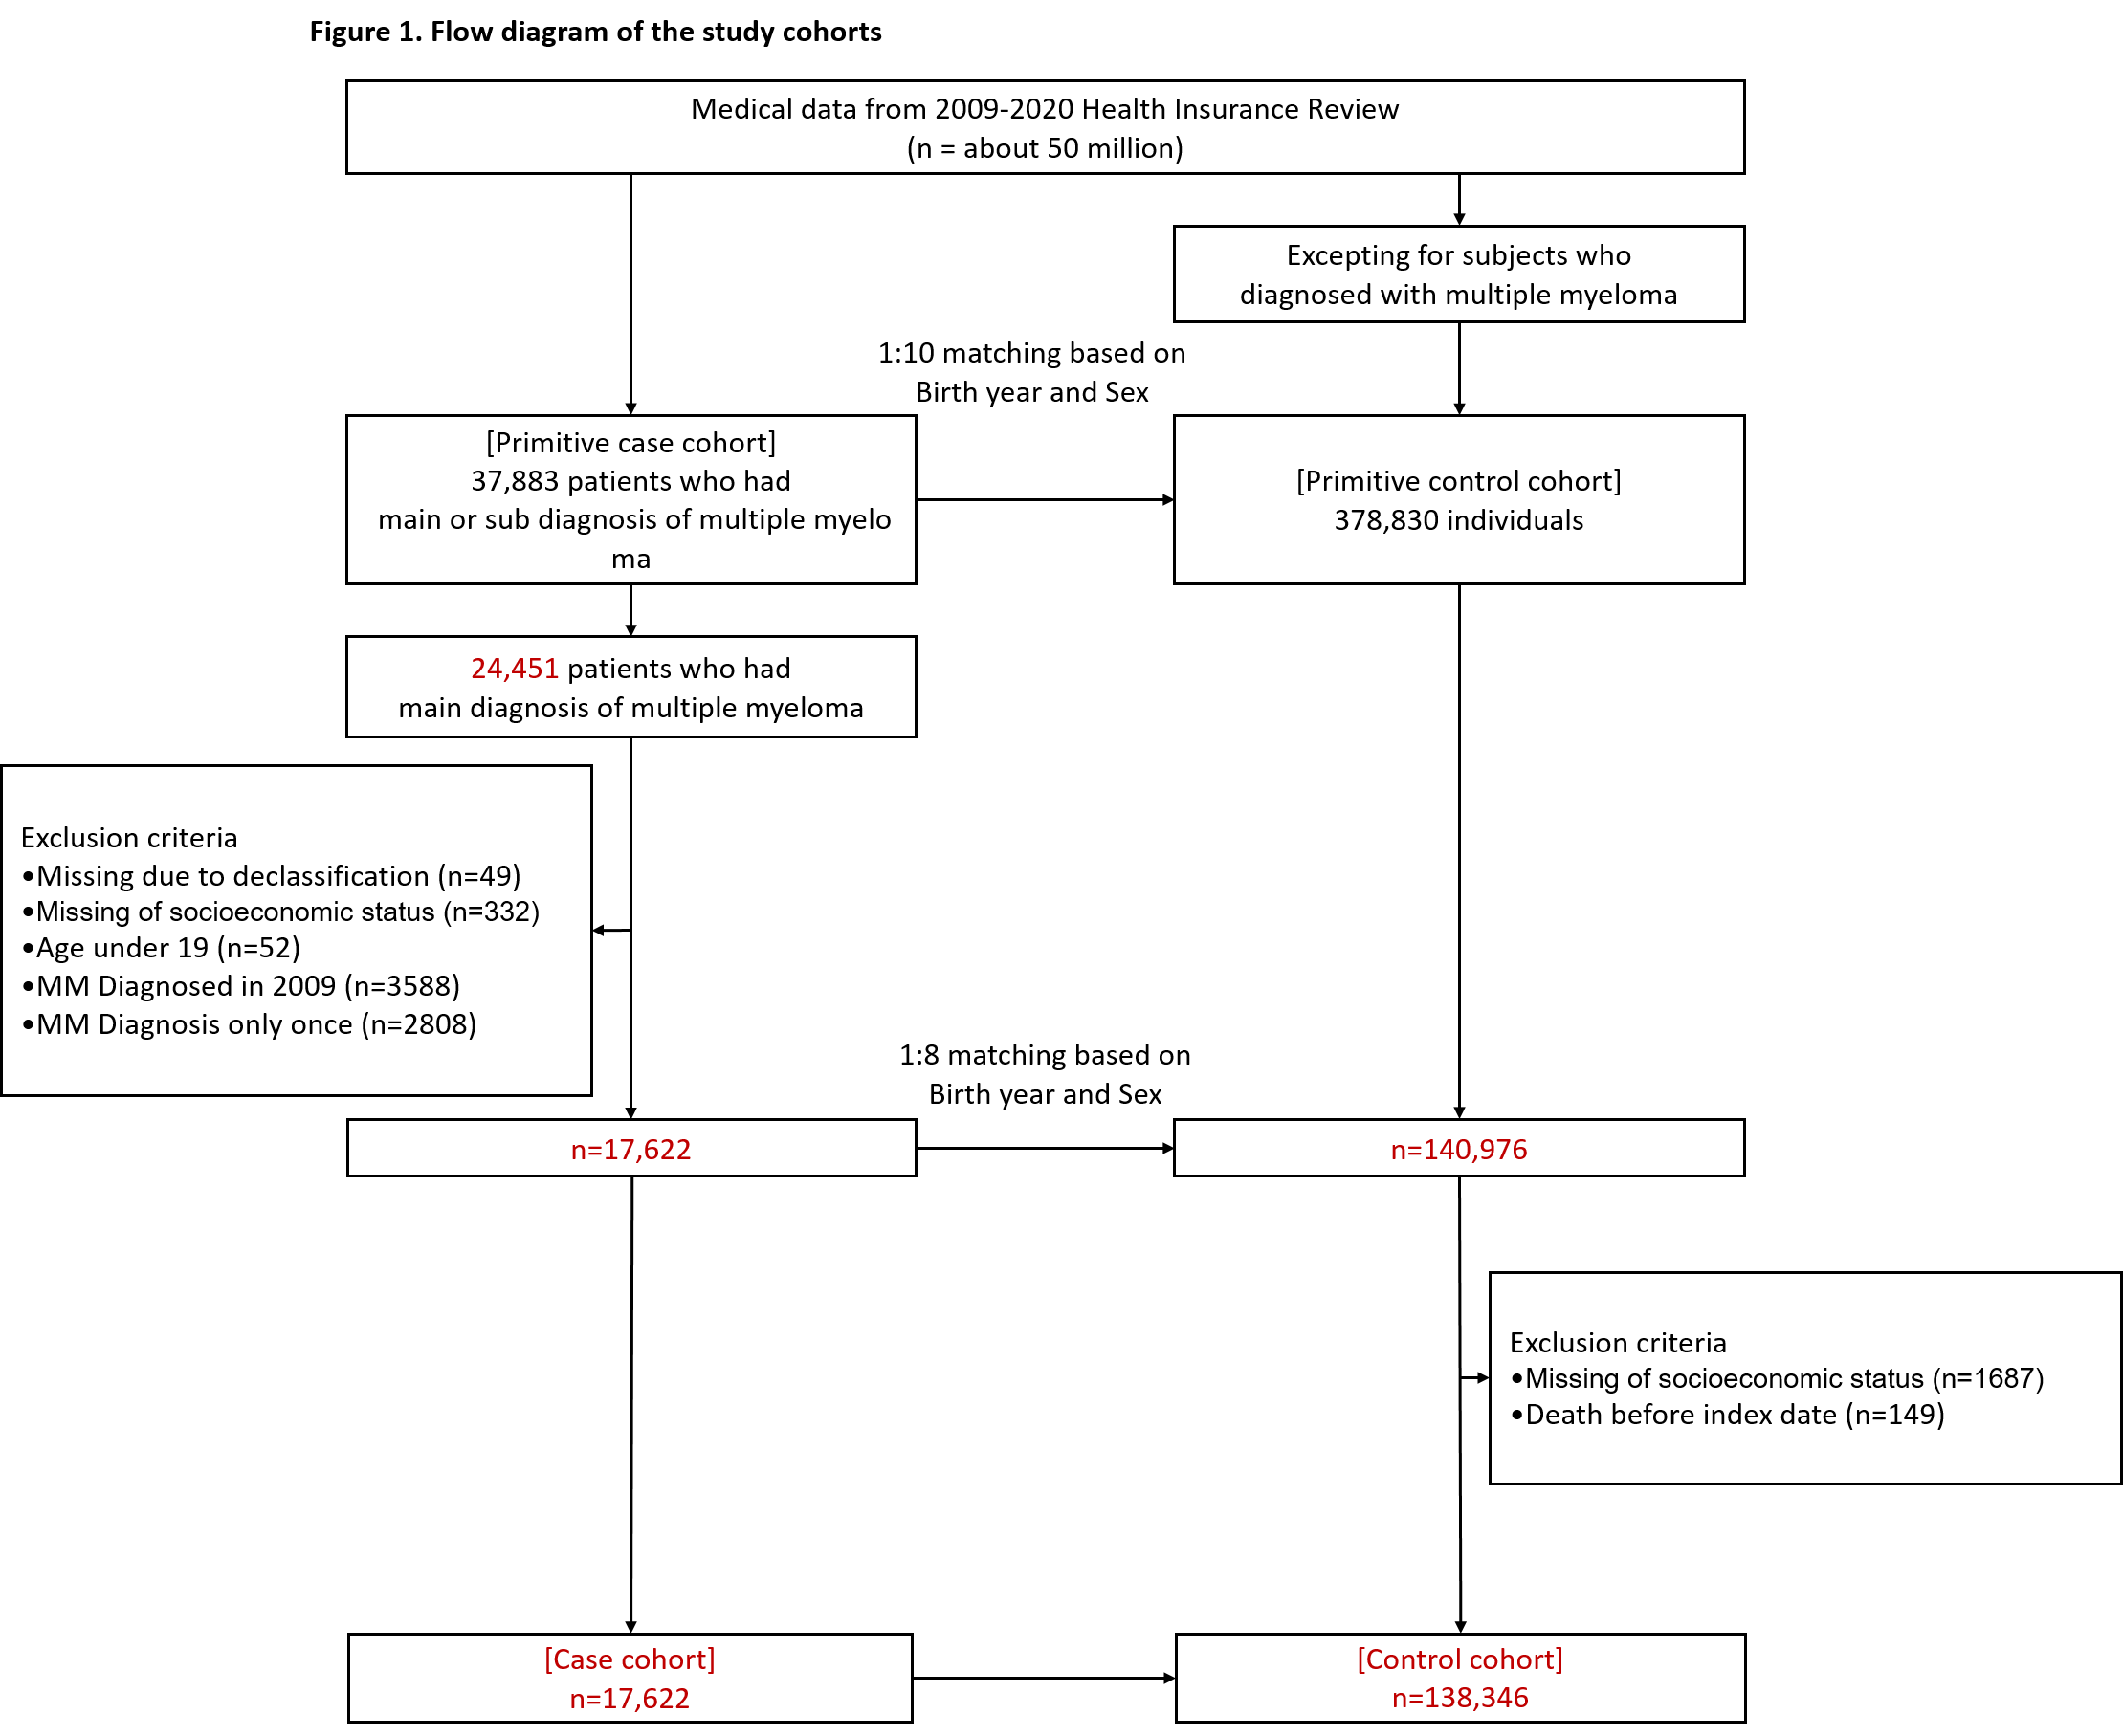 Figure 1. Flow diagram of the study cohorts
Medical data from 2009-2020 Health Insurance Review
(n = about 50 million)
Excepting for subjects who
diagnosed with multiple myeloma
1:10 matching based on
Birth year and Sex
[Primitive case cohort]
37,883 patients who had
main or sub diagnosis of multiple myelo
ma
[Primitive control cohort]
378,830 individuals
24,451 patients who had
main diagnosis of multiple myeloma
Exclusion criteria
•Missing due to declassification (n=49)
•Missing of socioeconomic status (n=332)
•Age under 19 (n=52)
•MM Diagnosed in 2009 (n=3588)
•MM Diagnosis only once (n=2808)
1:8 matching based on
Birth year and Sex
n=17,622
n=140,976
Exclusion criteria
•Missing of socioeconomic status (n=1687)
•Death before index date (n=149)
[Case cohort]
n=17,622
[Control cohort]
n=138,346